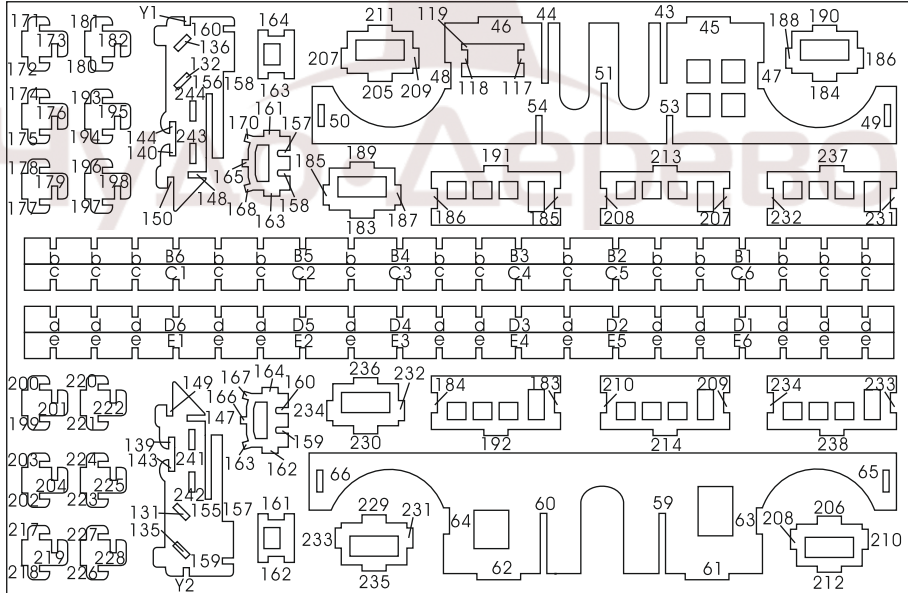 171 181 Y1 160 164 211 119 46 44 43 45 188 190
173 182 136 207 118 117 48 51 47 186
172 180 132 156 158 163 205 209 184
174 193 244 161 50 54 53 49
176 195 170 157
175 194 144 243 185 189 191 213 237
178 196 140 165
179 198 148 168 158 187 186 185 208 207 232 231
177 197 150 163 183
b b b B6 b b B5 b B4 b b B3 b B2 b b B1 b b b
c c c C1 c c C2 c C3 c c C4 c C5 c c C6 c c c
d d d D6 d d D5 d D4 d d D3 d D2 d d D1 d d d
e e e E1 e e E2 e E3 e e E4 e E5 e e E6 e e e
200 220 149 167 164 160 236 232 184 183 210 209 234 233
201 222 166 234
199 221 147 159 230 192 214 238
203 224 139 241 163 162
204 225 143 66 65
202 223 242 157 161 229 231 64 60 59 63 206
217 227 131 155 208
219 228 135 233 210
218 226 159 162 235 62 61 212
Y2
Чудо Дерево